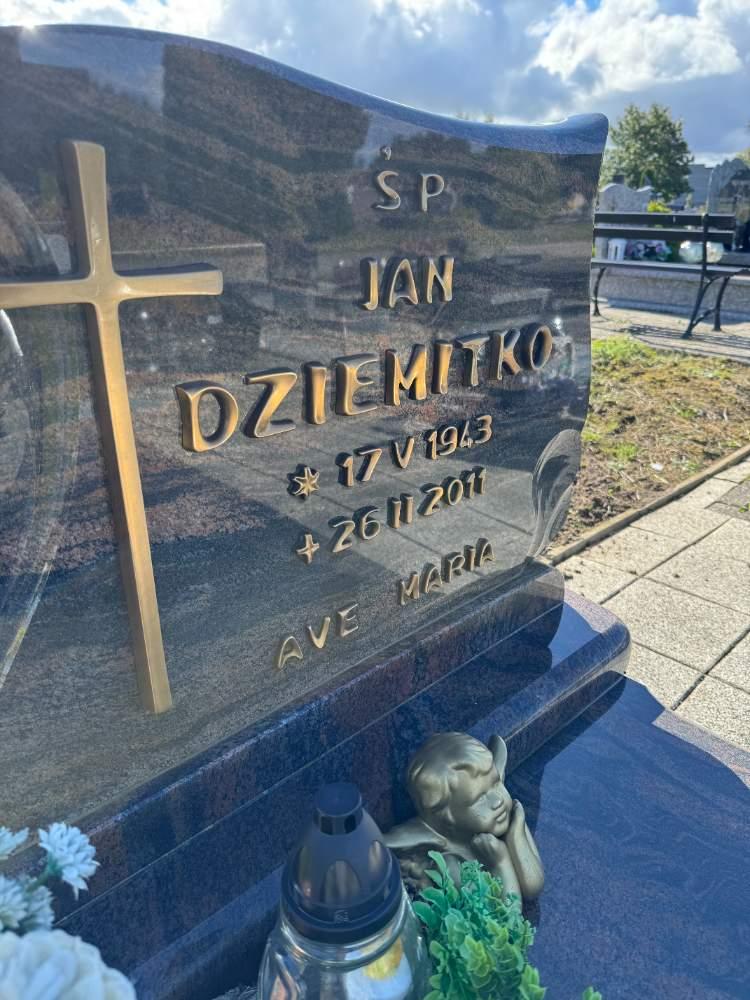 ŚP
JAN
DZIEMITKO
* 17 V 1943
+ 26 II 2011
AVE MARIA